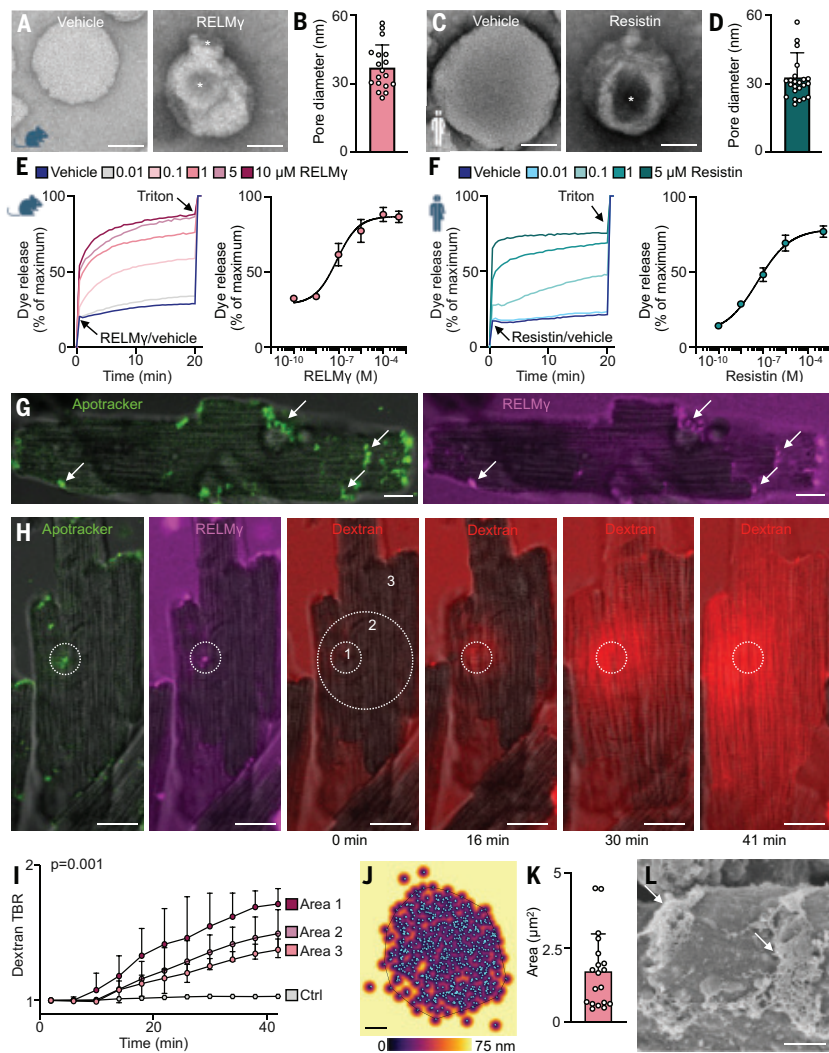 A
Vehicle
RELMγ
*
*
B
Pore diameter (nm)
60
30
0
C
Vehicle
Resistin
*
D
Pore diameter (nm)
60
30
0
E
Vehicle 0.01 0.1 1 5 10 µM RELMγ
Dye release
(% of maximum)
100
50
0
Triton
RELMγ/vehicle
0 10 20
Time (min)
Dye release
(% of maximum)
100
50
0
10⁻¹⁰ 10⁻⁷ 10⁻⁴
RELMγ (M)
F
Vehicle 0.01 0.1 1 5 µM Resistin
Dye release
(% of maximum)
100
50
0
Triton
Resistin/vehicle
0 10 20
Time (min)
Dye release
(% of maximum)
100
50
0
10⁻¹⁰ 10⁻⁷ 10⁻⁴
Resistin (M)
G
Apotracker
RELMγ
H
Apotracker
RELMγ
Dextran
Dextran
Dextran
Dextran
3
2
1
0 min
16 min
30 min
41 min
I
p=0.001
Dextran TBR
2
1
Area 1
Area 2
Area 3
Ctrl
0 20 40
Time (min)
J
0 75 nm
K
Area (µm²)
5
2.5
0
L